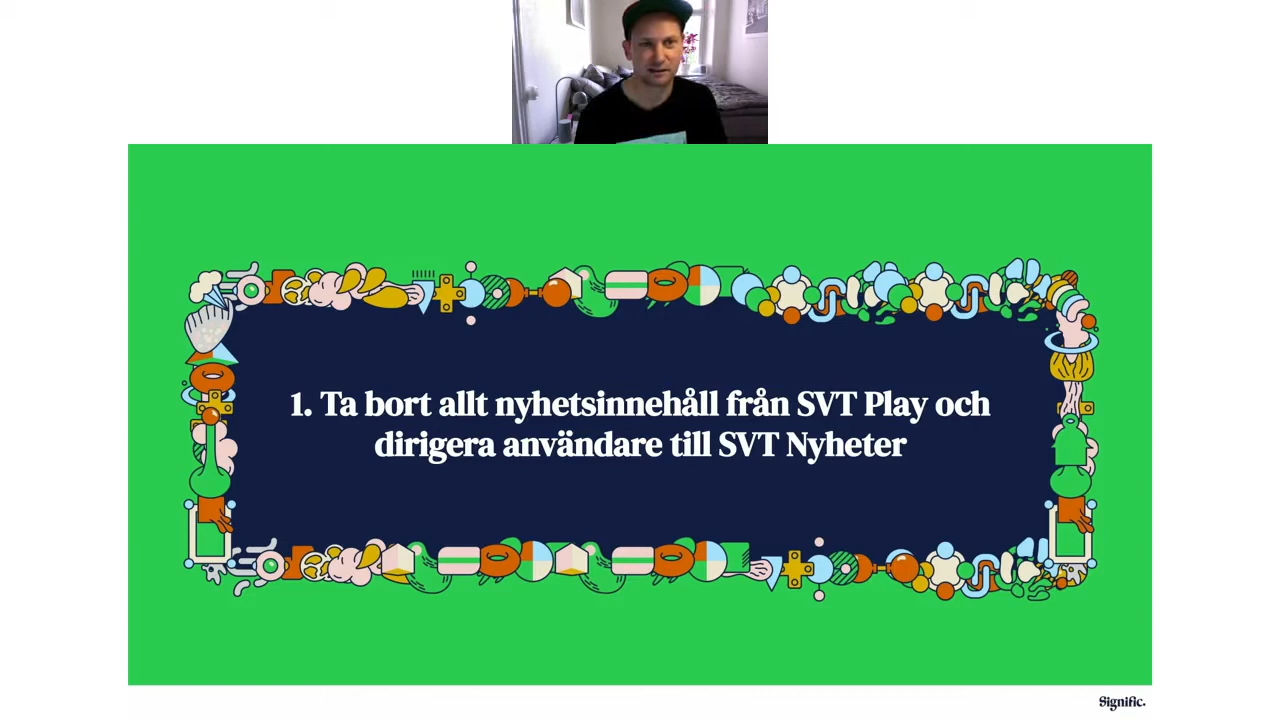 1. Ta bort allt nyhetsinnehåll från SVT Play och
dirigera användare till SVT Nyheter
Signific.